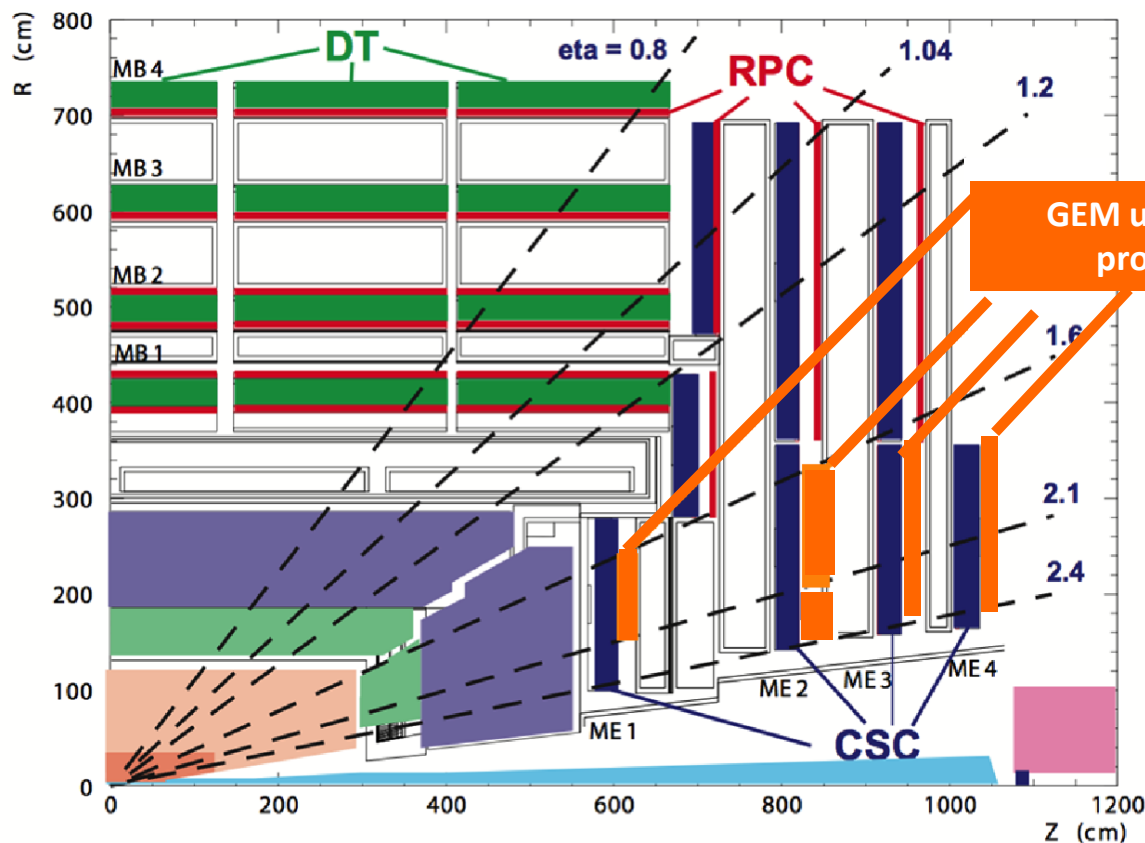 800
R (cm)
700
600
500
400
300
200
100
0
DT
eta = 0.8
1.04
RPC
1.2
MB 4
MB 3
MB 2
MB 1
GEM u
pro
1.6
2.1
2.4
ME 1
ME 2
ME 3
ME 4
CSC
0
200
400
600
800
1000
1200
Z (cm)